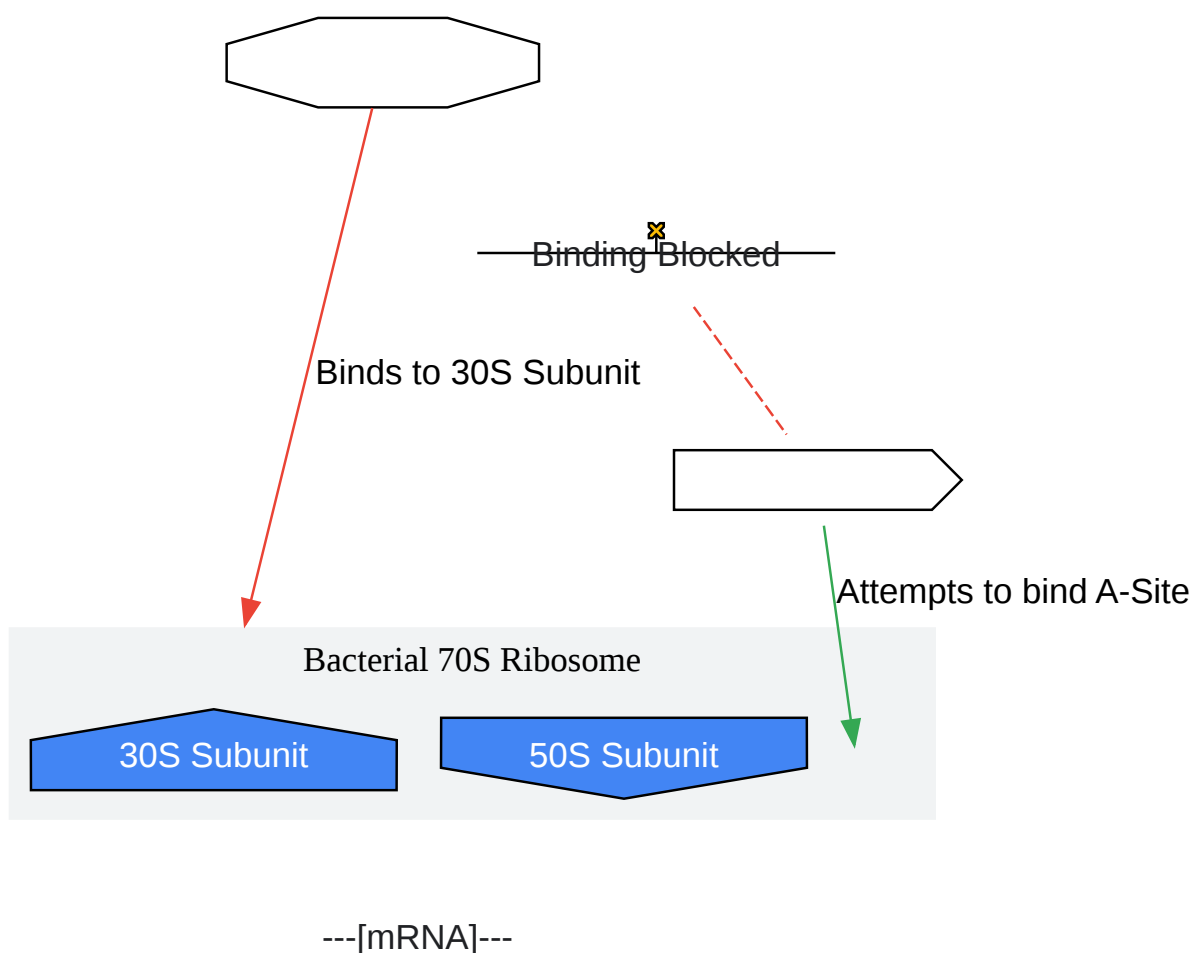 Binding Blocked
Binds to 30S Subunit
Attempts to bind A-Site
Bacterial 70S Ribosome
30S Subunit
50S Subunit
---[mRNA]---